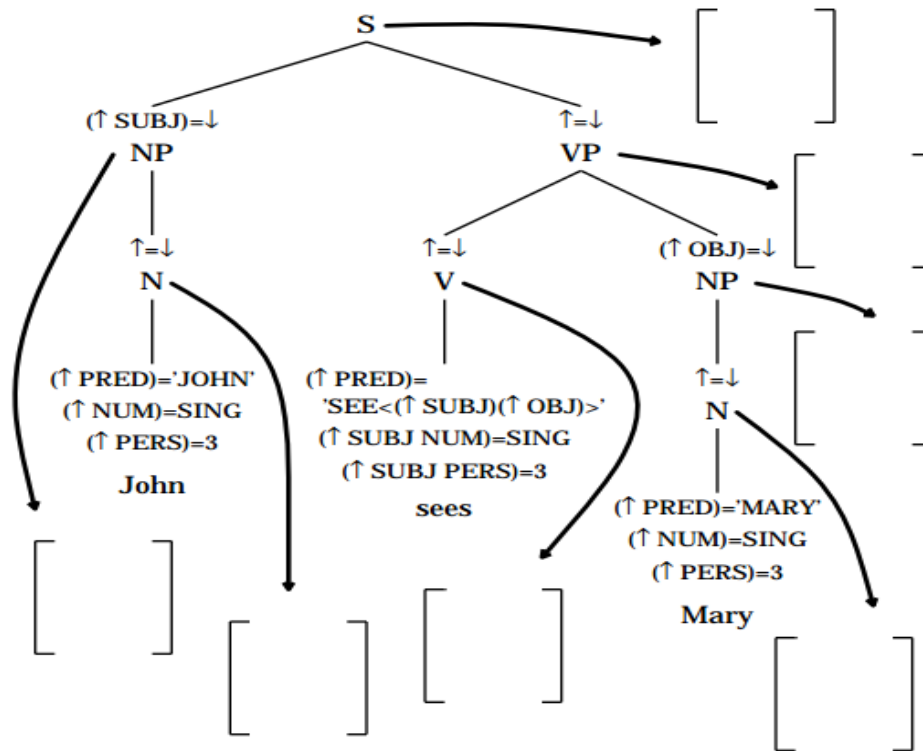 S
(↑ SUBJ)=↓
↑=↓
NP
VP
↑=↓
↑=↓
(↑ OBJ)=↓
N
V
NP
(↑ PRED)='JOHN'
(↑ NUM)=SING
(↑ PERS)=3
John
(↑ PRED)=
'SEE<(↑ SUBJ)(↑ OBJ)>'
(↑ SUBJ NUM)=SING
(↑ SUBJ PERS)=3
sees
↑=↓
N
(↑ PRED)='MARY'
(↑ NUM)=SING
(↑ PERS)=3
Mary